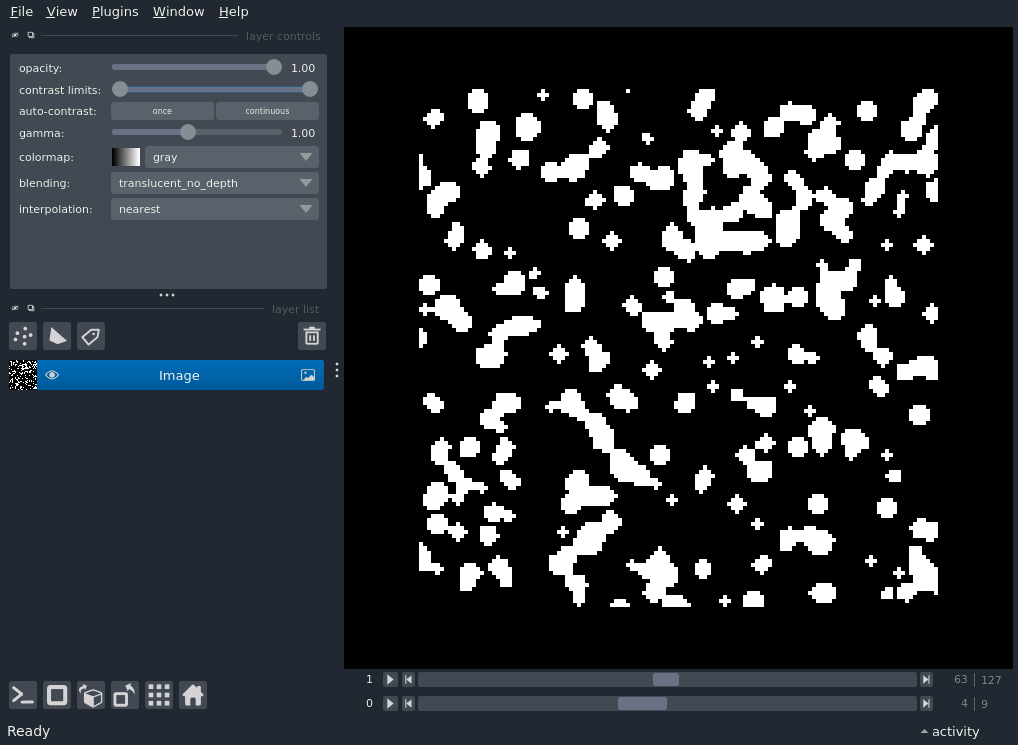 File View Plugins Window Help
layer controls
opacity: 1.00
contrast limits:
auto-contrast: once continuous
gamma: 1.00
colormap: gray
blending: translucent_no_depth
interpolation: nearest
layer list
Image
1 63 127
0 4 9
Ready activity